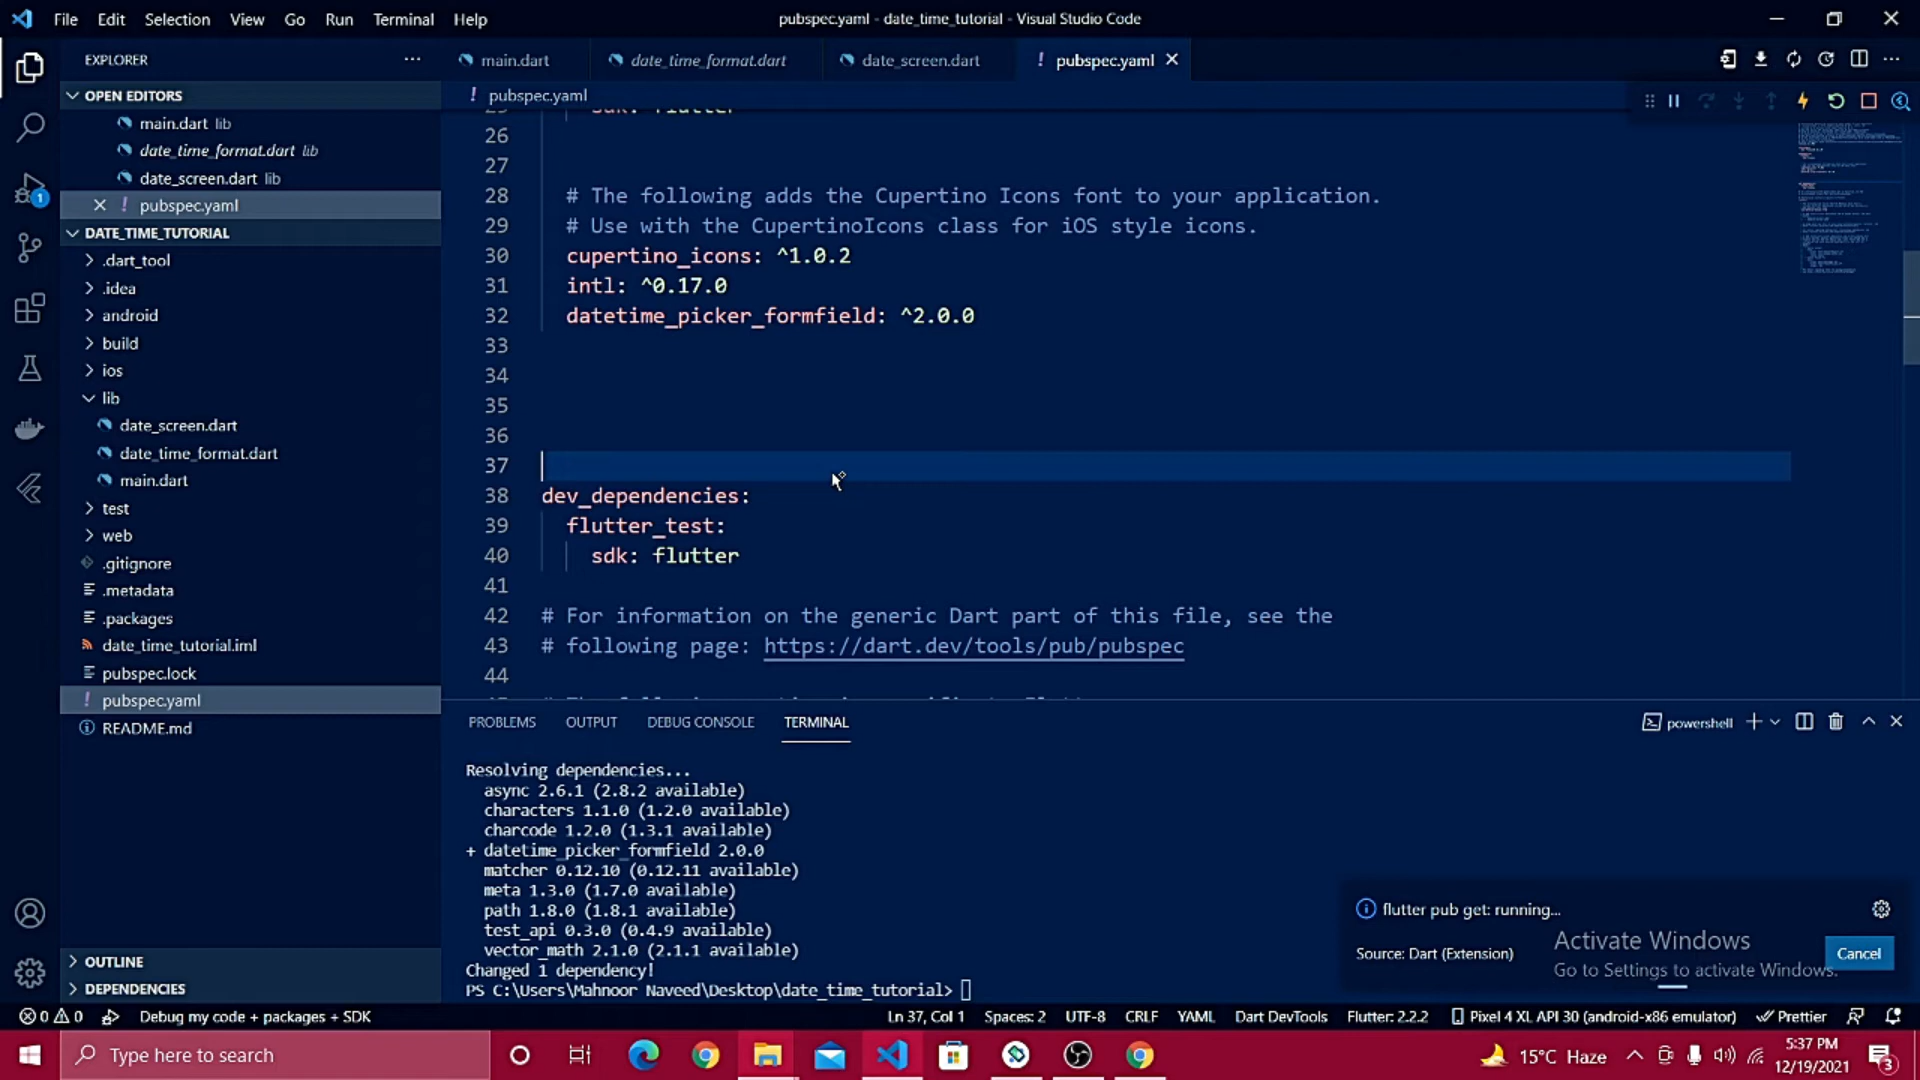 File Edit Selection View Go Run Terminal Help
pubspec.yaml - date_time_tutorial - Visual Studio Code
EXPLORER
main.dart
date_time_format.dart
date_screen.dart
! pubspec.yaml
OPEN EDITORS
main.dart lib
date_time_format.dart lib
date_screen.dart lib
! pubspec.yaml
DATE_TIME_TUTORIAL
.dart_tool
.idea
android
build
ios
lib
date_screen.dart
date_time_format.dart
main.dart
test
web
.gitignore
.metadata
.packages
date_time_tutorial.iml
pubspec.lock
! pubspec.yaml
README.md
OUTLINE
DEPENDENCIES
1
! pubspec.yaml
25 sdk: flutter
26
27
28 # The following adds the Cupertino Icons font to your application.
29 # Use with the CupertinoIcons class for iOS style icons.
30 cupertino_icons: ^1.0.2
31 intl: ^0.17.0
32 datetime_picker_formfield: ^2.0.0
33
34
35
36
37
38 dev_dependencies:
39 flutter_test:
40 sdk: flutter
41
42 # For information on the generic Dart part of this file, see the
43 # following page: https://dart.dev/tools/pub/pubspec
44
PROBLEMS OUTPUT DEBUG CONSOLE TERMINAL
powershell
Resolving dependencies...
async 2.6.1 (2.8.2 available)
characters 1.1.0 (1.2.0 available)
charcode 1.2.0 (1.3.1 available)
+ datetime_picker_formfield 2.0.0
matcher 0.12.10 (0.12.11 available)
meta 1.3.0 (1.7.0 available)
path 1.8.0 (1.8.1 available)
test_api 0.3.0 (0.4.9 available)
vector_math 2.1.0 (2.1.1 available)
Changed 1 dependency!
PS C:\Users\Mahnoor Naveed\Desktop\date_time_tutorial>
flutter pub get: running...
Source: Dart (Extension)
Cancel
Activate Windows
Go to Settings to activate Windows.
0 0 Debug my code + packages + SDK
Ln 37, Col 1 Spaces: 2 UTF-8 CRLF YAML Dart DevTools Flutter: 2.2.2 Pixel 4 XL API 30 (android-x86 emulator) Prettier
Type here to search
15°C Haze
5:37 PM
12/19/2021
3